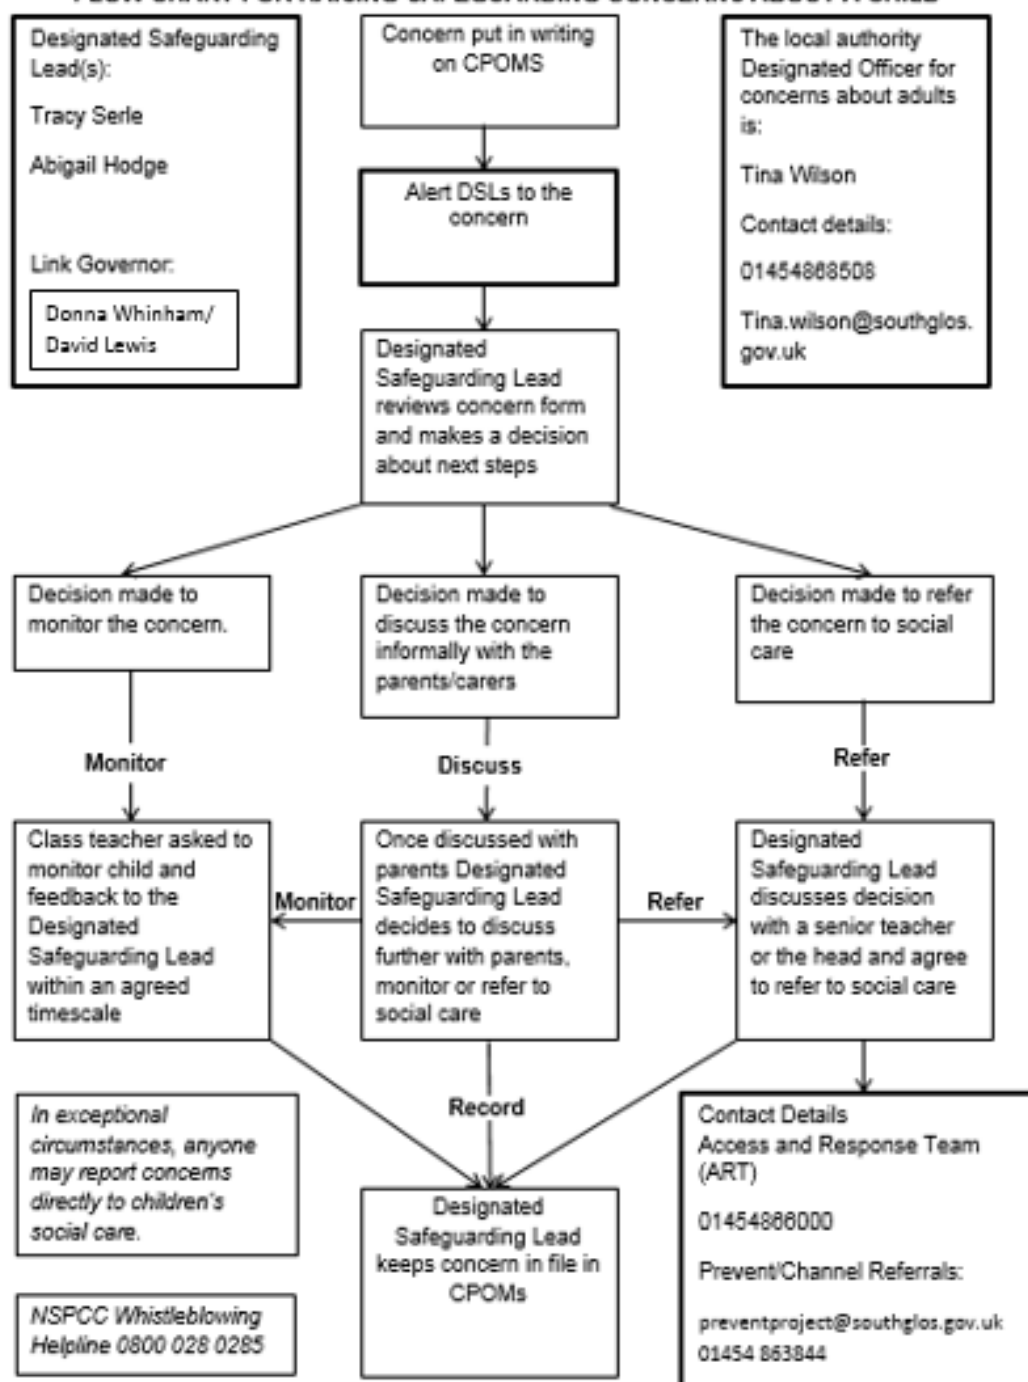 Designated Safeguarding
Lead(s):
Tracy Serle
Abigail Hodge
Link Governor:
Donna Whinham/
David Lewis
Concern put in writing
on CPOMS
The local authority
Designated Officer for
concerns about adults
is:
Tina Wilson
Contact details:
01454868508
Tina.wilson@southglos.
gov.uk
Alert DSLs to the
concern
Designated
Safeguarding Lead
reviews concern form
and makes a decision
about next steps
Decision made to
monitor the concern.
Decision made to
discuss the concern
informally with the
parents/carers
Decision made to refer
the concern to social
care
Monitor
Discuss
Refer
Class teacher asked to
monitor child and
feedback to the
Designated
Safeguarding Lead
within an agreed
timescale
Monitor
Once discussed with
parents Designated
Safeguarding Lead
decides to discuss
further with parents,
monitor or refer to
social care
Refer
Designated
Safeguarding Lead
discusses decision
with a senior teacher
or the head and agree
to refer to social care
Record
In exceptional
circumstances, anyone
may report concerns
directly to children's
social care.
NSPCC Whistleblowing
Helpline 0800 028 0285
Designated
Safeguarding Lead
keeps concern in file in
CPOMs
Contact Details
Access and Response Team
(ART)
01454866000
Prevent/Channel Referrals:
preventproject@southglos.gov.uk
01454 863844